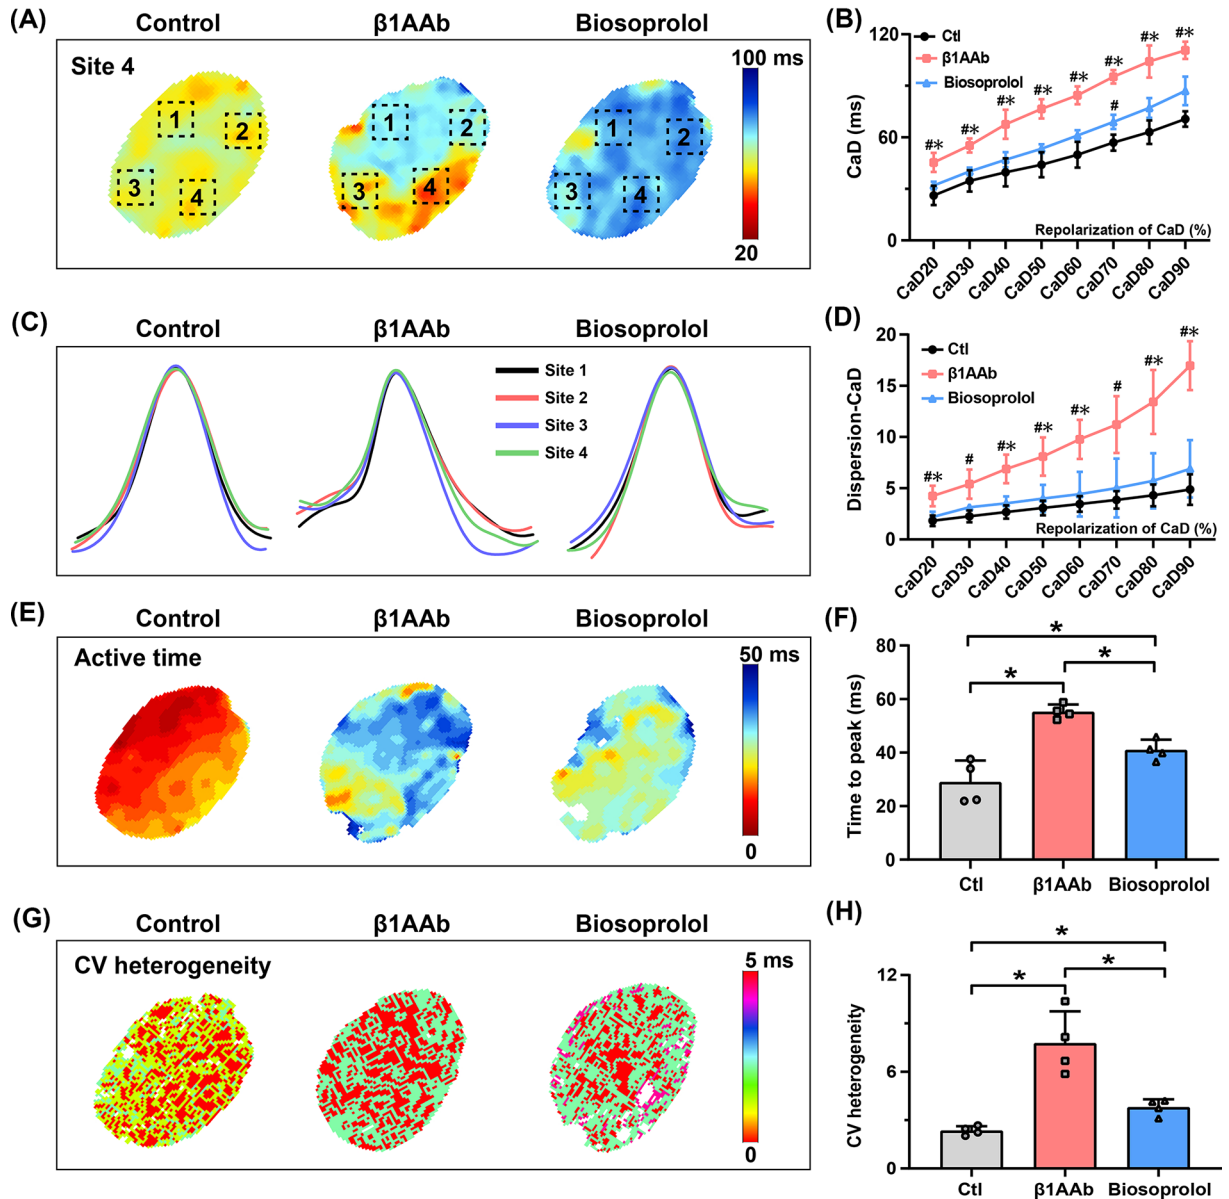 (A)
Control
β1AAb
Biosoprolol
Site 4
1
2
3
4
1
2
3
4
1
2
3
4
100 ms
20
(B)
Ctl
β1AAb
Biosoprolol
120
60
0
CaD (ms)
#*
#*
#*
#*
#*
#*
#
#*
#*
Repolarization of CaD (%)
CaD20
CaD30
CaD40
CaD50
CaD60
CaD70
CaD80
CaD90
(C)
Control
β1AAb
Biosoprolol
Site 1
Site 2
Site 3
Site 4
(D)
Ctl
β1AAb
Biosoprolol
20
15
10
5
0
Dispersion-CaD
#*
#
#*
#*
#*
#
#*
#*
Repolarization of CaD (%)
CaD20
CaD30
CaD40
CaD50
CaD60
CaD70
CaD80
CaD90
(E)
Control
β1AAb
Biosoprolol
Active time
50 ms
0
(F)
80
60
40
20
0
Time to peak (ms)
*
*
*
Ctl
β1AAb
Biosoprolol
(G)
Control
β1AAb
Biosoprolol
CV heterogeneity
5 ms
0
(H)
12
6
0
CV heterogeneity
*
*
*
Ctl
β1AAb
Biosoprolol